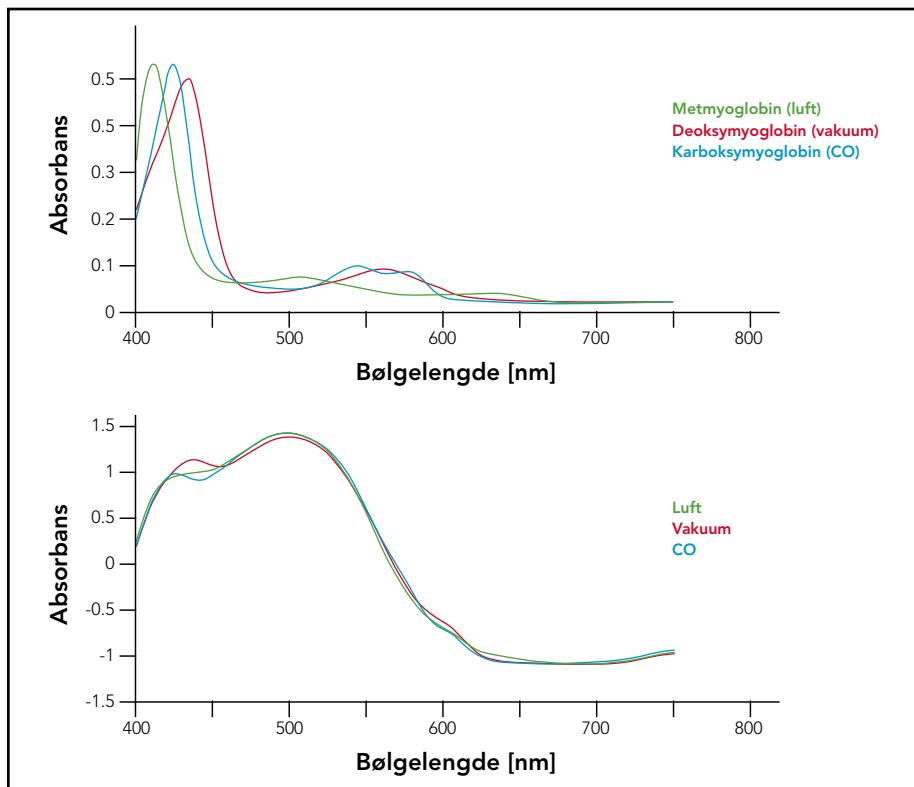 Absorbans
0.5
0.5
0.3
0.2
0.1
0
400
500
600
700
800
Bølgelengde [nm]
Metmyoglobin (luft)
Deoksymyoglobin (vakuum)
Karboksymyoglobin (CO)
Absorbans
1.5
1
0.5
0
-0.5
-1
-1.5
400
500
600
700
800
Bølgelengde [nm]
Luft
Vakuum
CO